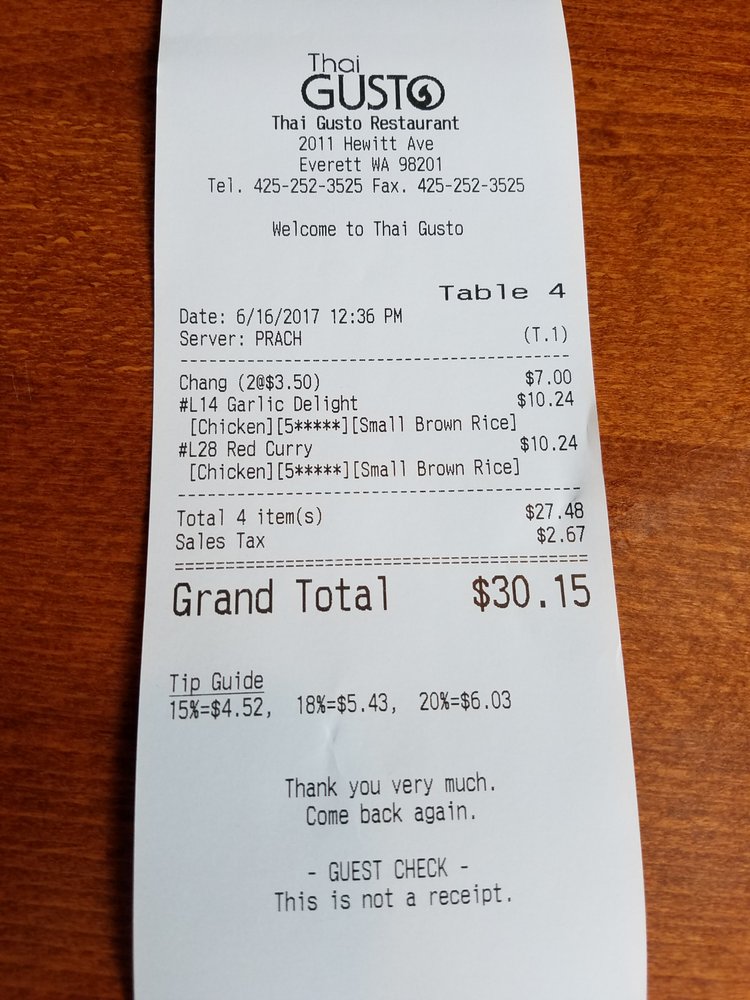 Thai
GUSTO
Thai Gusto Restaurant
2011 Hewitt Ave
Everett WA 98201
Tel. 425-252-3525 Fax. 425-252-3525
Welcome to Thai Gusto
Table 4
Date: 6/16/2017 12:36 PM
Server: PRACH (T.1)
Chang (2@$3.50) $7.00
#L14 Garlic Delight $10.24
[Chicken][5*****][Small Brown Rice]
#L28 Red Curry $10.24
[Chicken][5*****][Small Brown Rice]
Total 4 item(s) $27.48
Sales Tax $2.67
Grand Total $30.15
Tip Guide
15%=$4.52, 18%=$5.43, 20%=$6.03
Thank you very much.
Come back again.
- GUEST CHECK -
This is not a receipt.